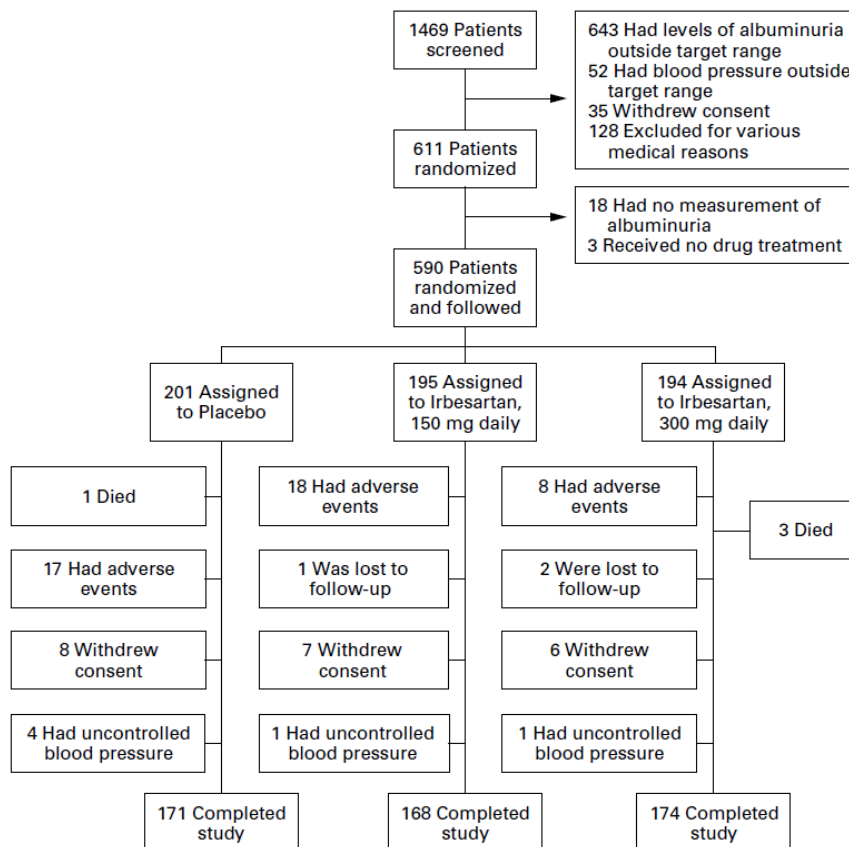 1469 Patients
screened
643 Had levels of albuminuria
outside target range
52 Had blood pressure outside
target range
35 Withdrew consent
128 Excluded for various
medical reasons
611 Patients
randomized
18 Had no measurement of
albuminuria
3 Received no drug treatment
590 Patients
randomized
and followed
201 Assigned
to Placebo
195 Assigned
to Irbesartan,
150 mg daily
194 Assigned
to Irbesartan,
300 mg daily
1 Died
18 Had adverse
events
8 Had adverse
events
3 Died
17 Had adverse
events
1 Was lost to
follow-up
2 Were lost to
follow-up
8 Withdrew
consent
7 Withdrew
consent
6 Withdrew
consent
4 Had uncontrolled
blood pressure
1 Had uncontrolled
blood pressure
1 Had uncontrolled
blood pressure
171 Completed
study
168 Completed
study
174 Completed
study